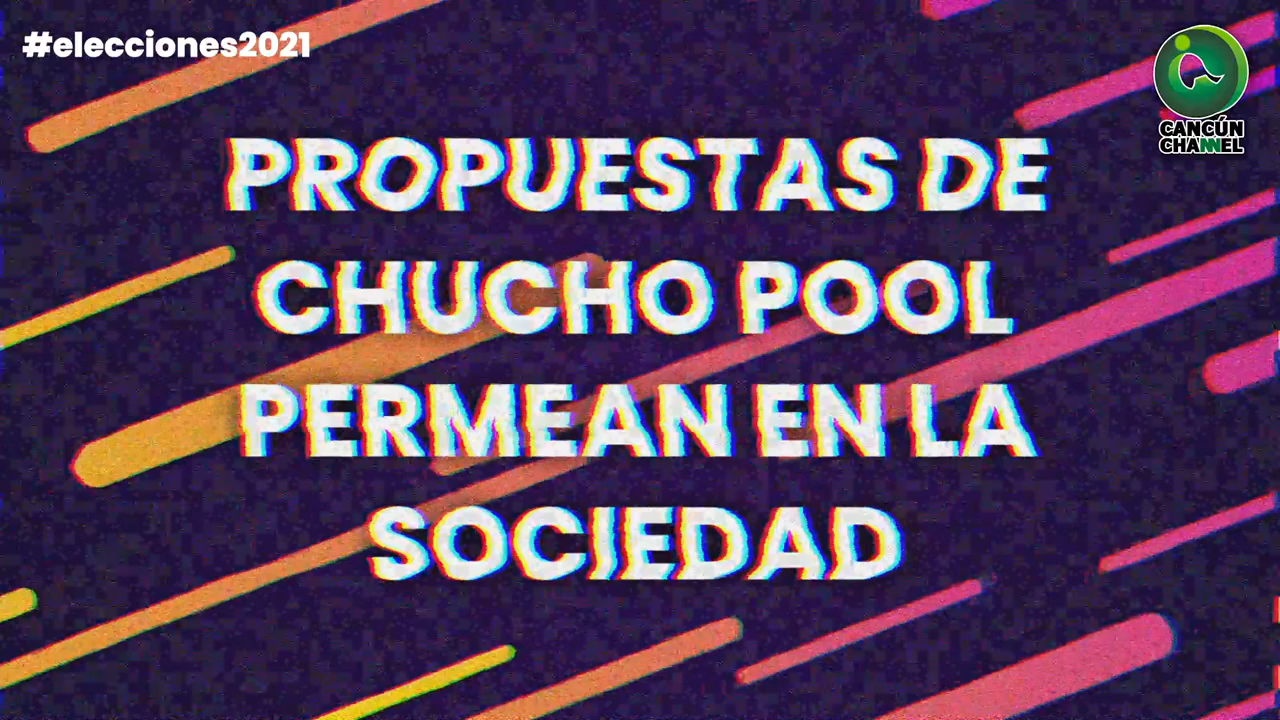 #elecciones2021
CANCÚN
CHANNEL
PROPUESTAS DE
CHUCHO POOL
PERMEAN EN LA
SOCIEDAD